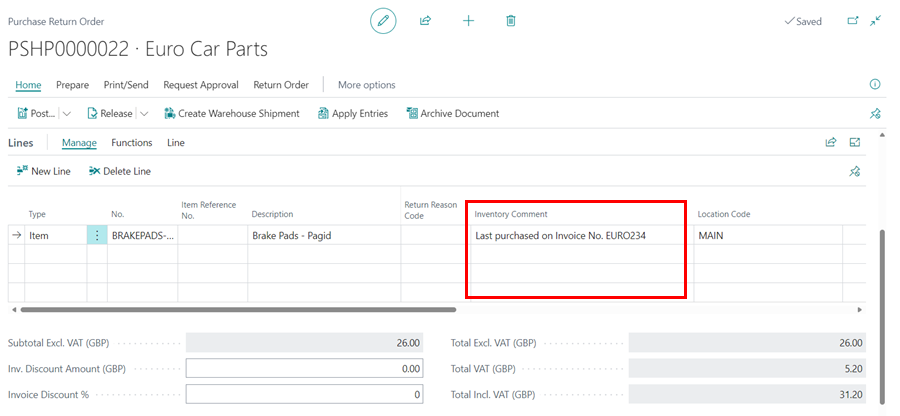 Purchase Return Order
Saved
PSHP0000022 · Euro Car Parts
Home Prepare Print/Send Request Approval Return Order More options
Post... Release Create Warehouse Shipment Apply Entries Archive Document
Lines Manage Functions Line
New Line Delete Line
Type No. Item Reference No. Description Return Reason Code Inventory Comment Location Code
Item BRAKEPADS-... Brake Pads - Pagid Last purchased on Invoice No. EURO234 MAIN
Subtotal Excl. VAT (GBP) 26.00 Total Excl. VAT (GBP) 26.00
Inv. Discount Amount (GBP) 0.00 Total VAT (GBP) 5.20
Invoice Discount % 0 Total Incl. VAT (GBP) 31.20